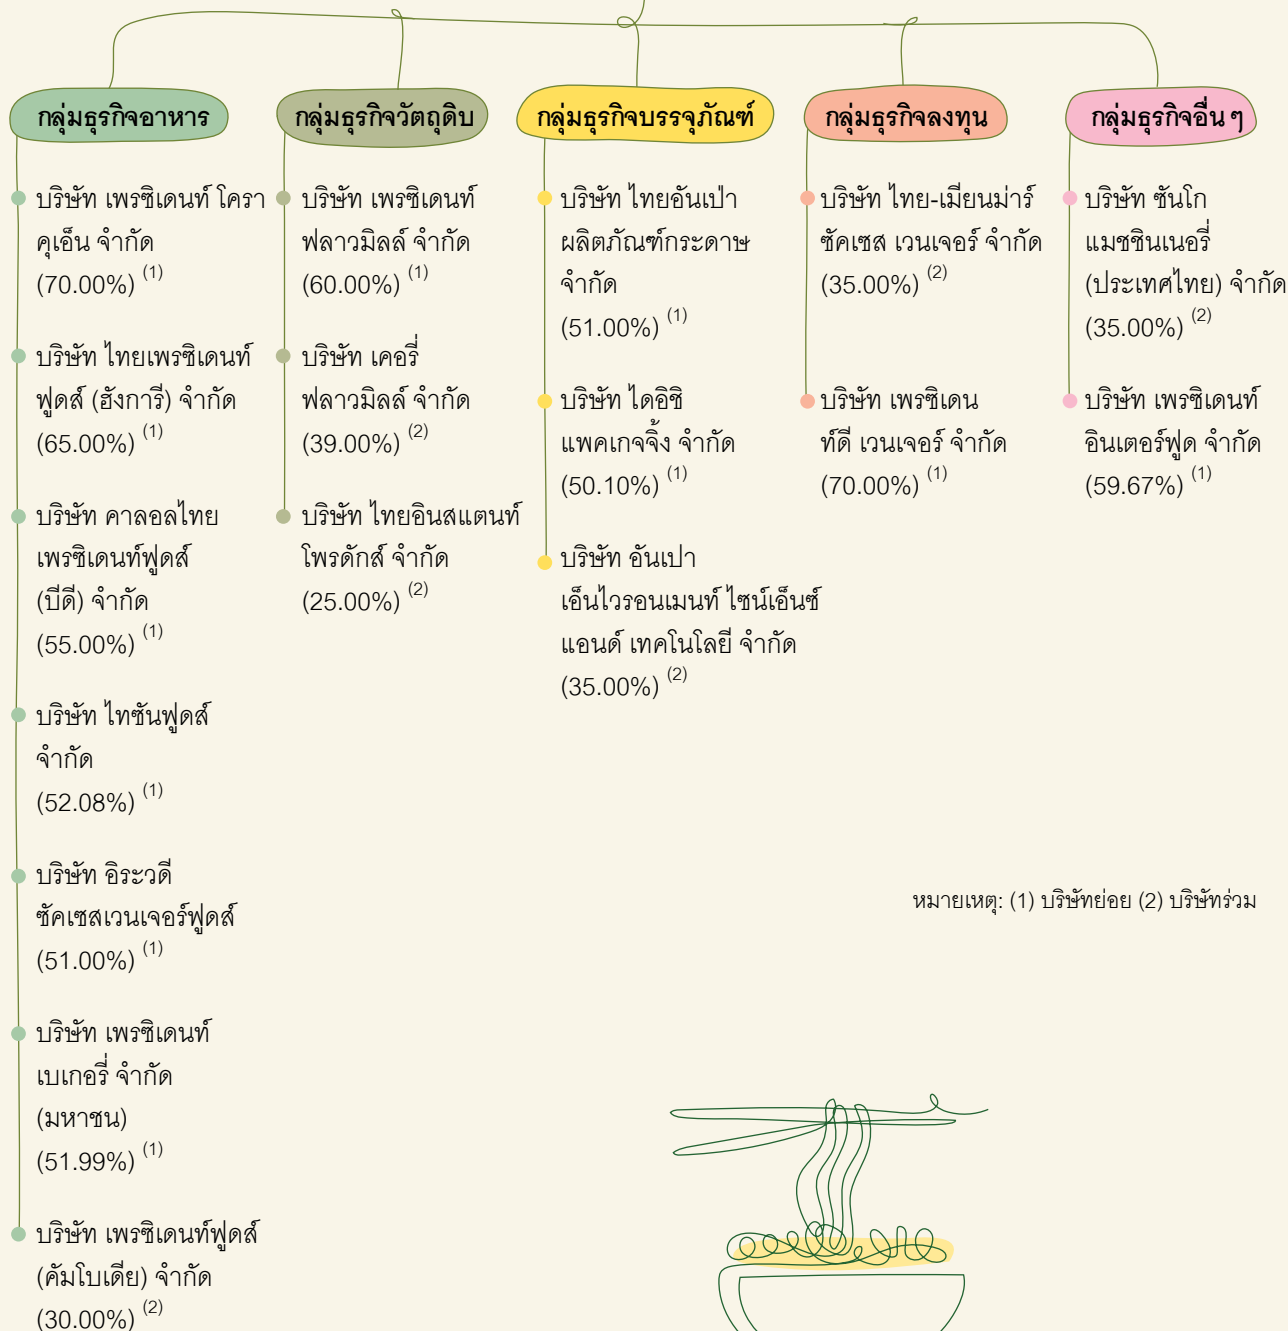 กลุ่มธุรกิจอาหาร
บริษัท เพรซิเดนท์ โครา
คุเอ็น จำกัด
(70.00%) (1)
บริษัท ไทยเพรซิเดนท์
ฟูดส์ (ฮังการี) จำกัด
(65.00%) (1)
บริษัท คาลอลไทย
เพรซิเดนท์ฟูดส์
(บีดี) จำกัด
(55.00%) (1)
บริษัท ไทซันฟูดส์
จำกัด
(52.08%) (1)
บริษัท อิระวดี
ซัคเซสเวนเจอร์ฟูดส์
(51.00%) (1)
บริษัท เพรซิเดนท์
เบเกอรี่ จำกัด
(มหาชน)
(51.99%) (1)
บริษัท เพรซิเดนท์ฟูดส์
(คัมโบเดีย) จำกัด
(30.00%) (2)
กลุ่มธุรกิจวัตถุดิบ
บริษัท เพรซิเดนท์
ฟลาวมิลล์ จำกัด
(60.00%) (1)
บริษัท เคอรี่
ฟลาวมิลล์ จำกัด
(39.00%) (2)
บริษัท ไทยอินสแตนท์
โพรดักส์ จำกัด
(25.00%) (2)
กลุ่มธุรกิจบรรจุภัณฑ์
บริษัท ไทยอันเป่า
ผลิตภัณฑ์กระดาษ
จำกัด
(51.00%) (1)
บริษัท ไดอิชิ
แพคเกจจิ้ง จำกัด
(50.10%) (1)
บริษัท อันเปา
เอ็นไวรอนเมนท์ ไซน์เอ็นซ์
แอนด์ เทคโนโลยี จำกัด
(35.00%) (2)
กลุ่มธุรกิจลงทุน
บริษัท ไทย-เมียนม่าร์
ซัคเซส เวนเจอร์ จำกัด
(35.00%) (2)
บริษัท เพรซิเดน
ท์ดี เวนเจอร์ จำกัด
(70.00%) (1)
กลุ่มธุรกิจอื่น ๆ
บริษัท ซันโก
แมชชินเนอรี่
(ประเทศไทย) จำกัด
(35.00%) (2)
บริษัท เพรซิเดนท์
อินเตอร์ฟูด จำกัด
(59.67%) (1)
หมายเหตุ: (1) บริษัทย่อย (2) บริษัทร่วม